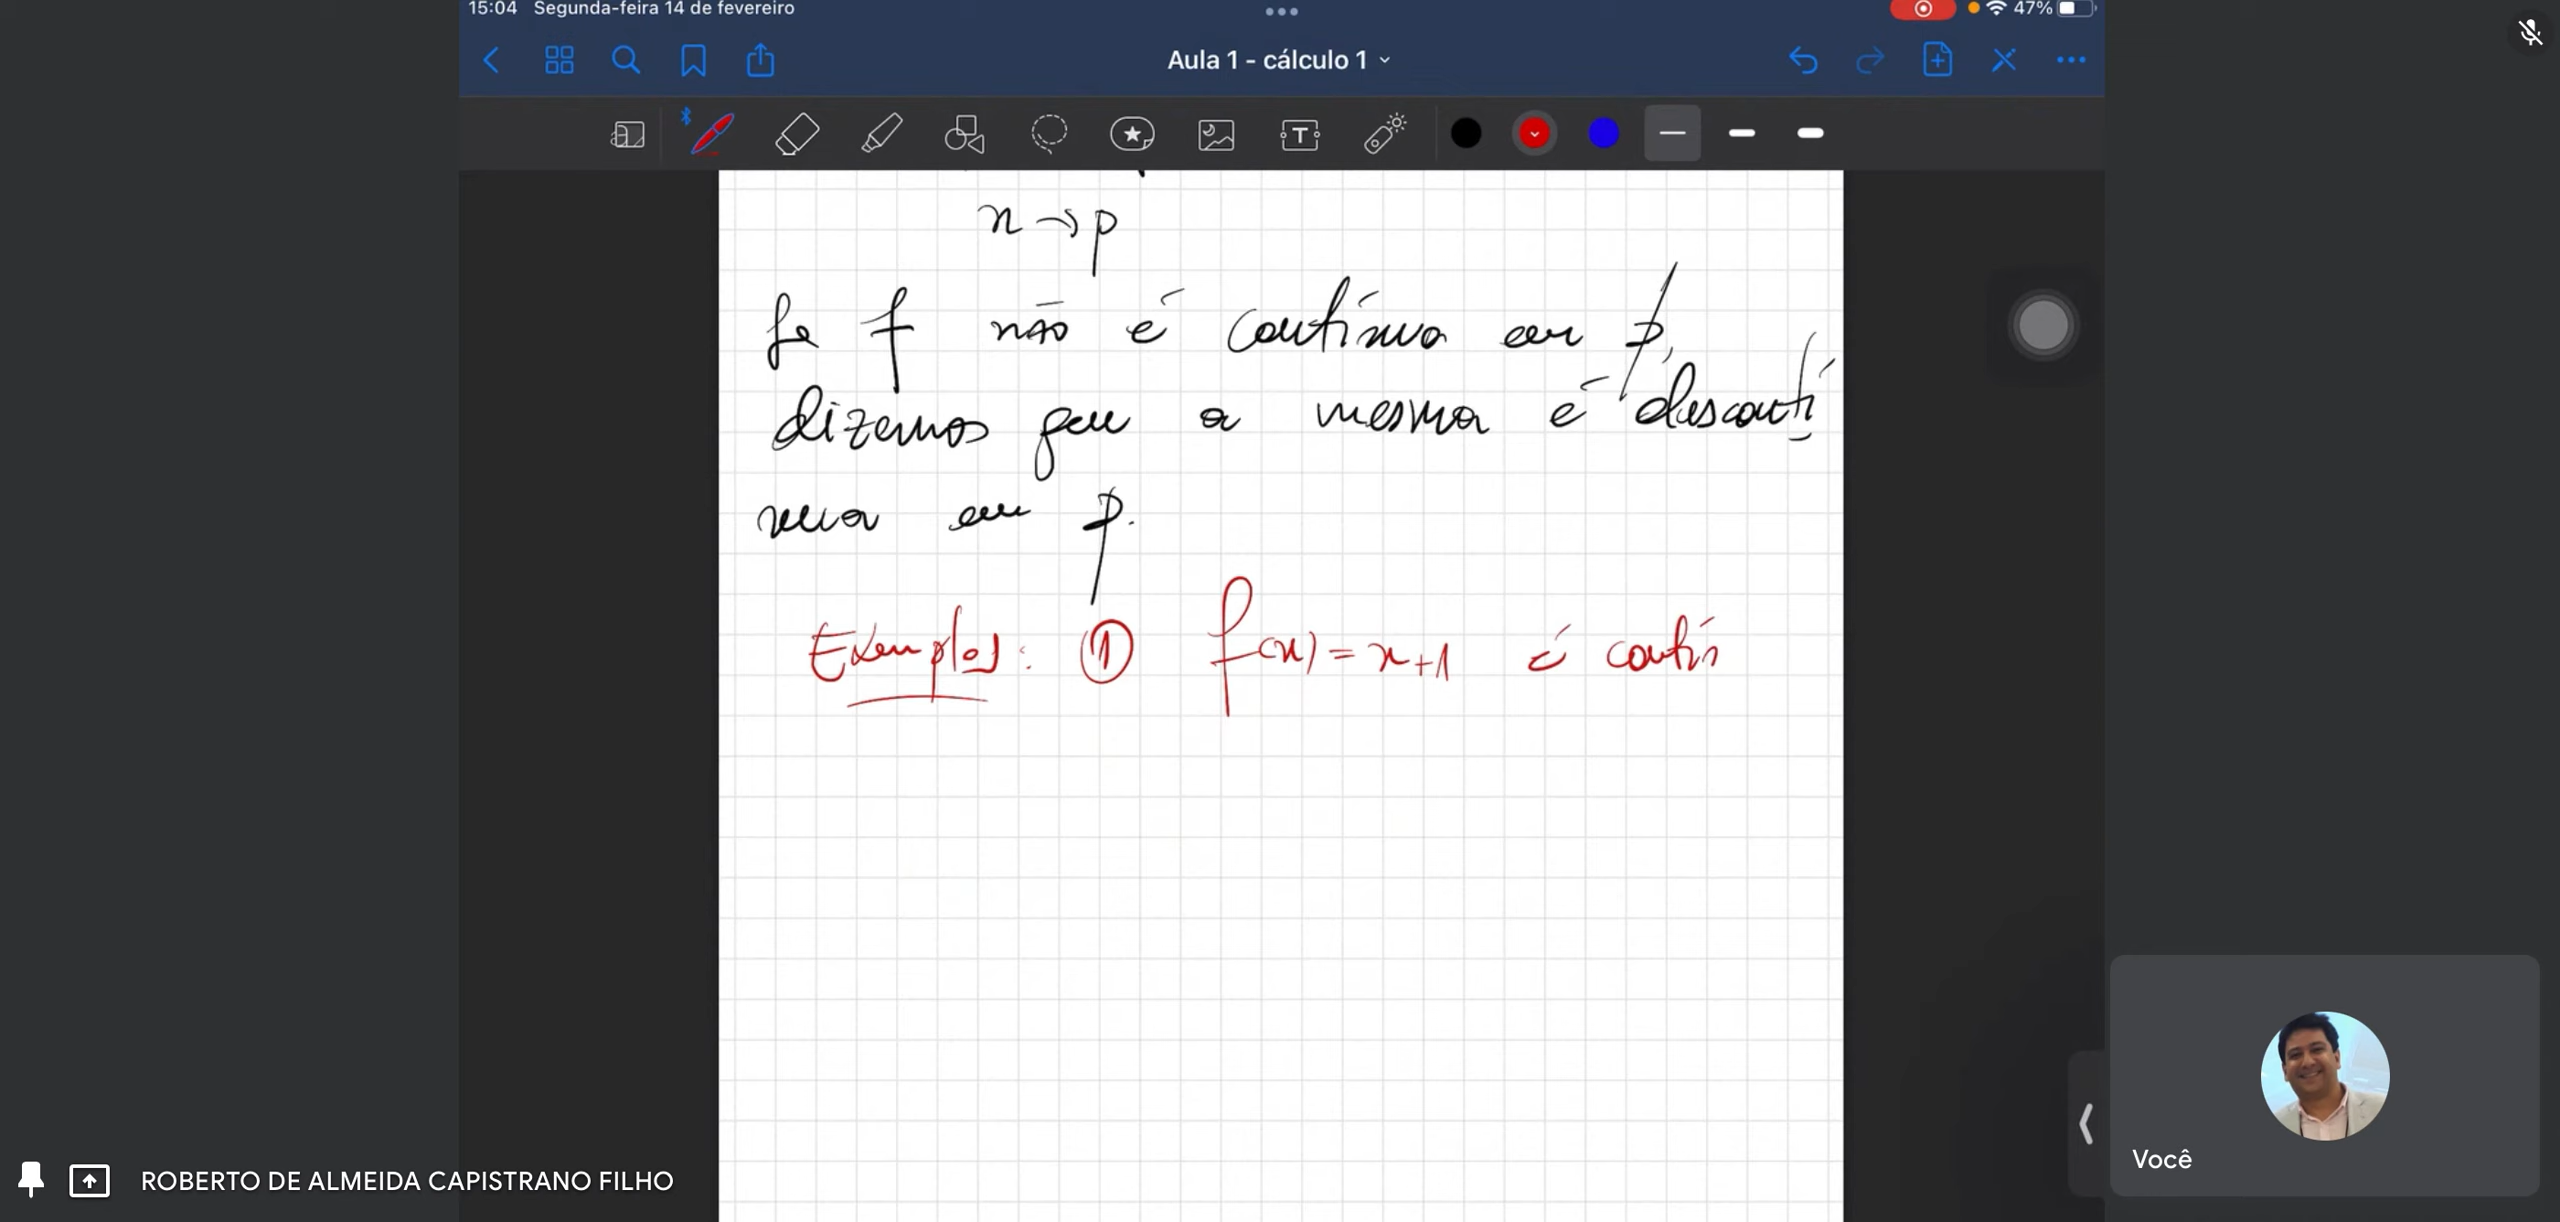 15:04 Segunda-feira 14 de fevereiro
47%
Aula 1 - cálculo 1
x → p
Se f não é contínua em p,
dizemos que a mesma é descontí
nua em p.
Exemplos: ① f(x) = x+1 é contín
ROBERTO DE ALMEIDA CAPISTRANO FILHO
Você